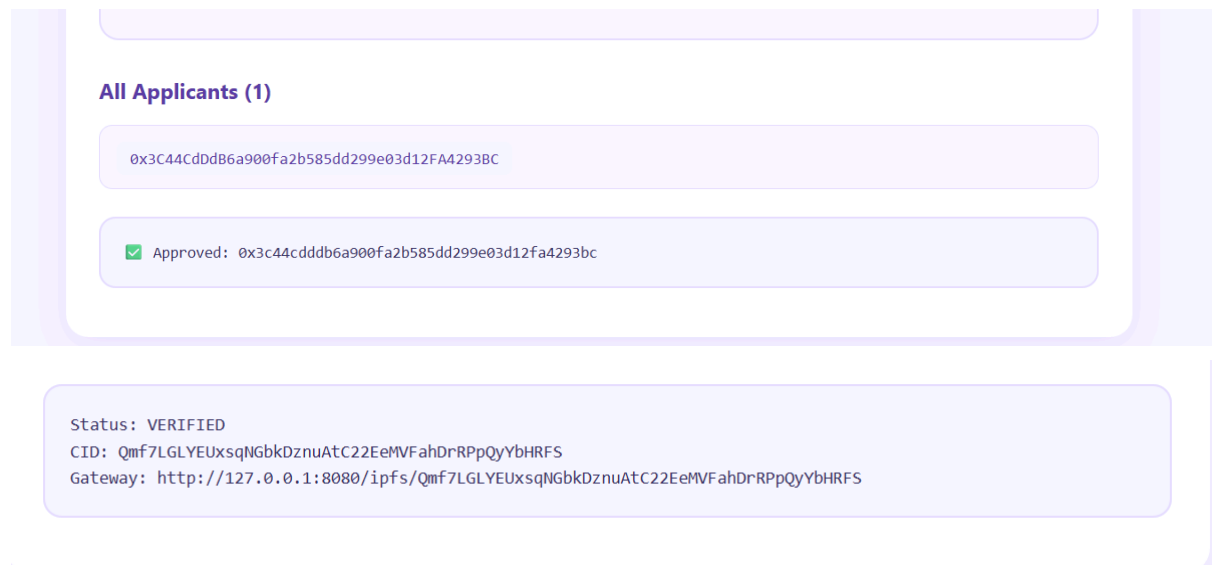 All Applicants (1)
0x3C44CdDdB6a900fa2b585dd299e03d12FA4293BC
✅ Approved: 0x3c44cdddb6a900fa2b585dd299e03d12fa4293bc
Status: VERIFIED
CID: Qmf7LGLYEUxsqNGbkDznuAtC22EeMVFahDrRPpQyYbHRFS
Gateway: http://127.0.0.1:8080/ipfs/Qmf7LGLYEUxsqNGbkDznuAtC22EeMVFahDrRPpQyYbHRFS